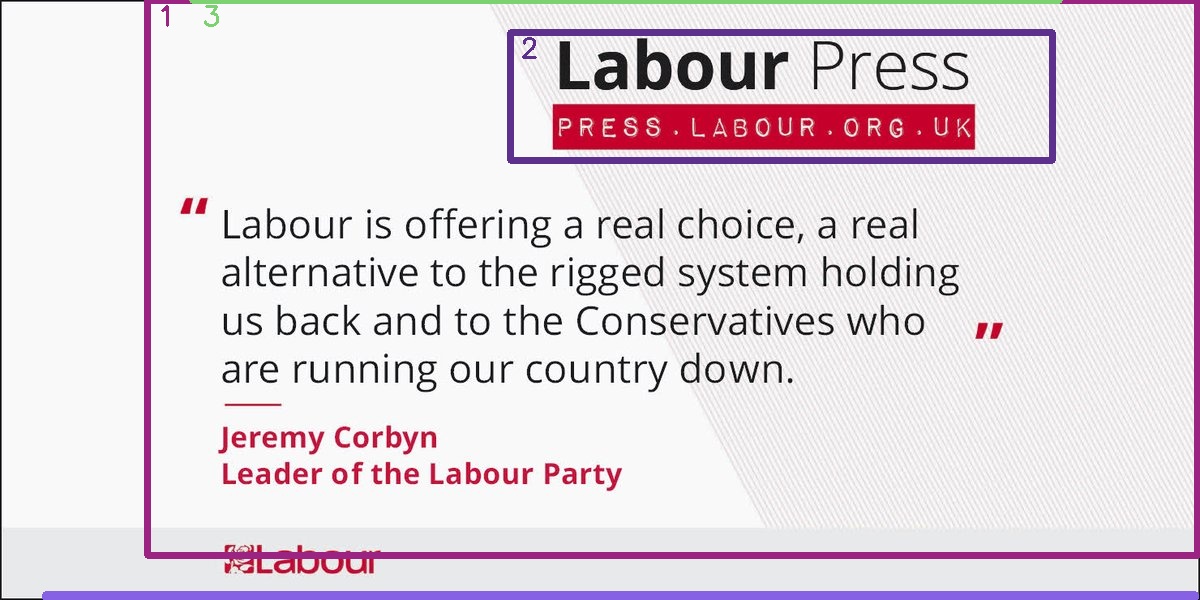 Labour Press
PRESS.LABOUR.ORG.UK
“ Labour is offering a real choice, a real
alternative to the rigged system holding
us back and to the Conservatives who
are running our country down. ”
Jeremy Corbyn
Leader of the Labour Party
Labour
1
2
3